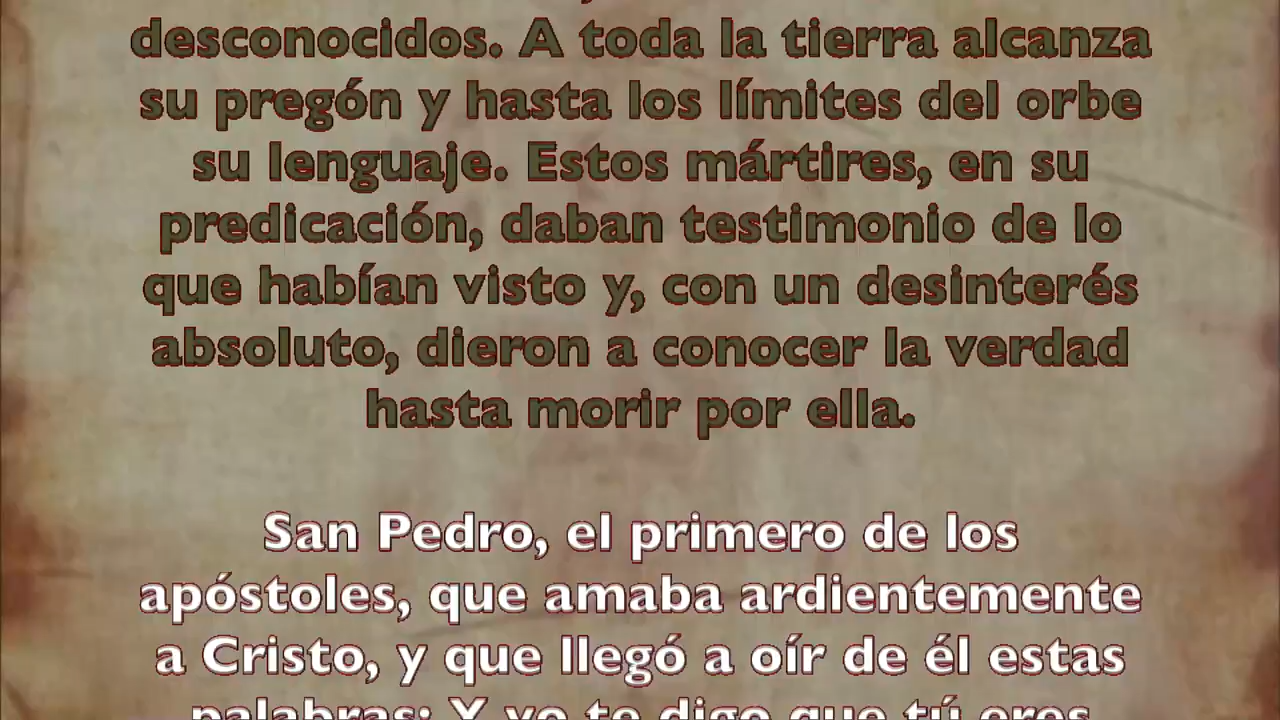 desconocidos. A toda la tierra alcanza
su pregón y hasta los límites del orbe
su lenguaje. Estos mártires, en su
predicación, daban testimonio de lo
que habían visto y, con un desinterés
absoluto, dieron a conocer la verdad
hasta morir por ella.
San Pedro, el primero de los
apóstoles, que amaba ardientemente
a Cristo, y que llegó a oír de él estas
palabras: Y yo te digo que tú eres